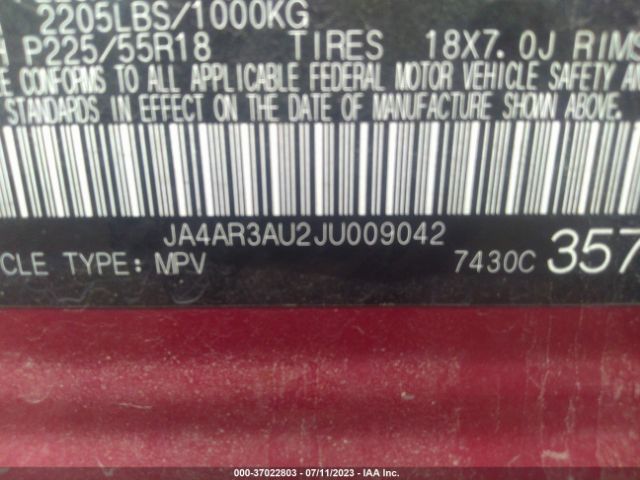 2205LBS/1000KG
P225/55R18 TIRES 18X7.0J RIMS
CONFORMS TO ALL APPLICABLE FEDERAL MOTOR VEHICLE SAFETY
STANDARDS IN EFFECT ON THE DATE OF MANUFACTURE SHOWN ABOVE.
JA4AR3AU2JU009042
CLE TYPE: MPV 7430C 357
000-37022803 - 07/11/2023 - IAA Inc.